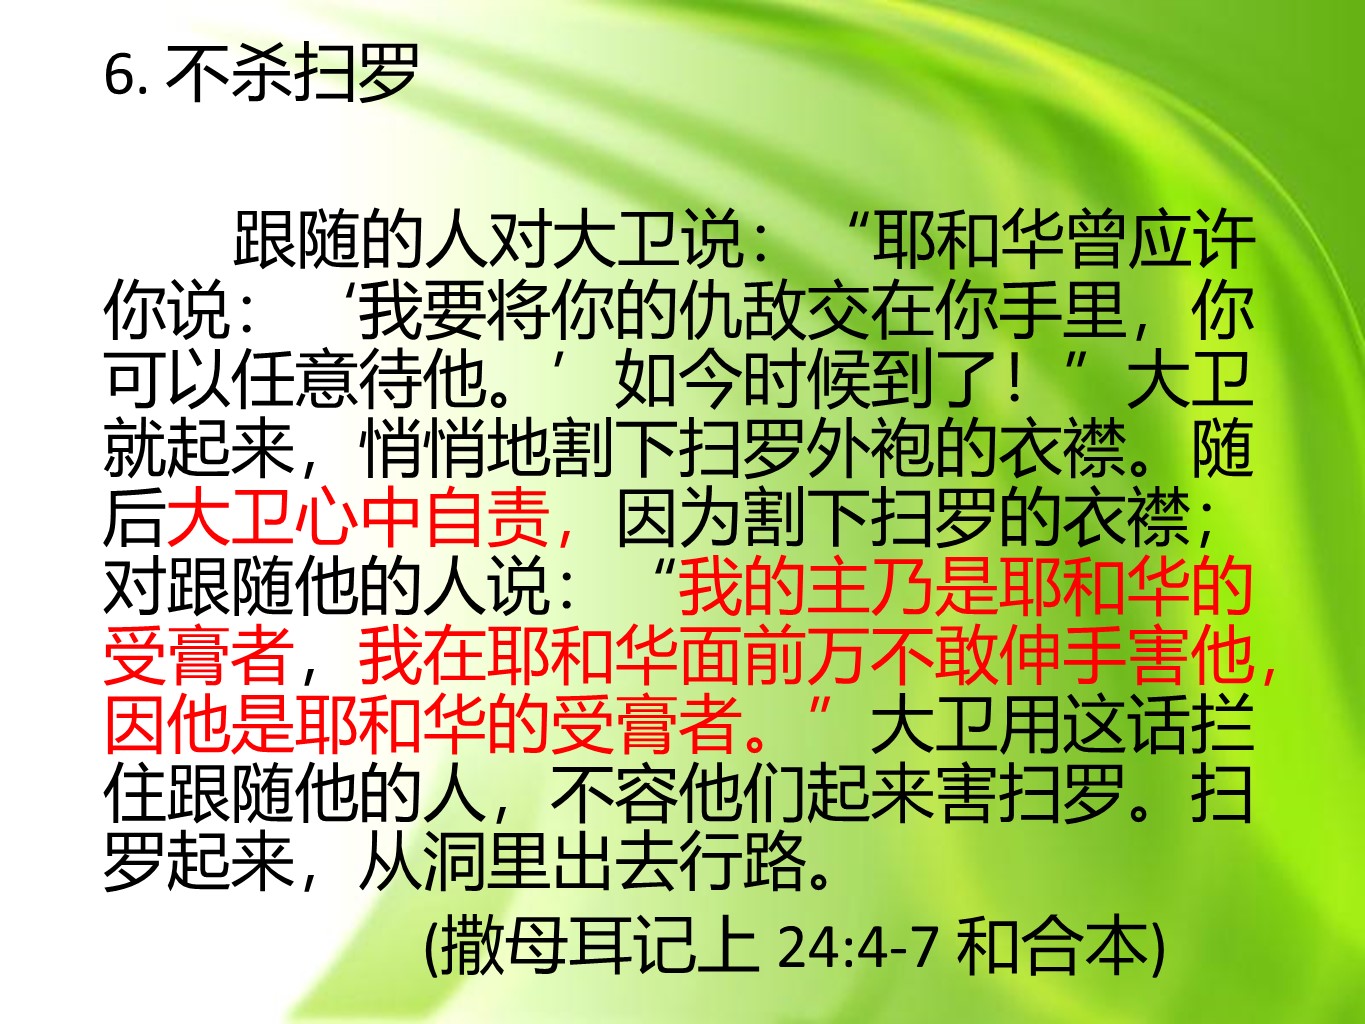 6. 不杀扫罗
跟随的人对大卫说：“耶和华曾应许
你说：‘我要将你的仇敌交在你手里，你
可以任意待他。’如今时候到了！”大卫
就起来，悄悄地割下扫罗外袍的衣襟。随
后大卫心中自责，因为割下扫罗的衣襟；
对跟随他的人说：“我的主乃是耶和华的
受膏者，我在耶和华面前万不敢伸手害他，
因他是耶和华的受膏者。”大卫用这话拦
住跟随他的人，不容他们起来害扫罗。扫
罗起来，从洞里出去行路。
(撒母耳记上 24:4-7 和合本)